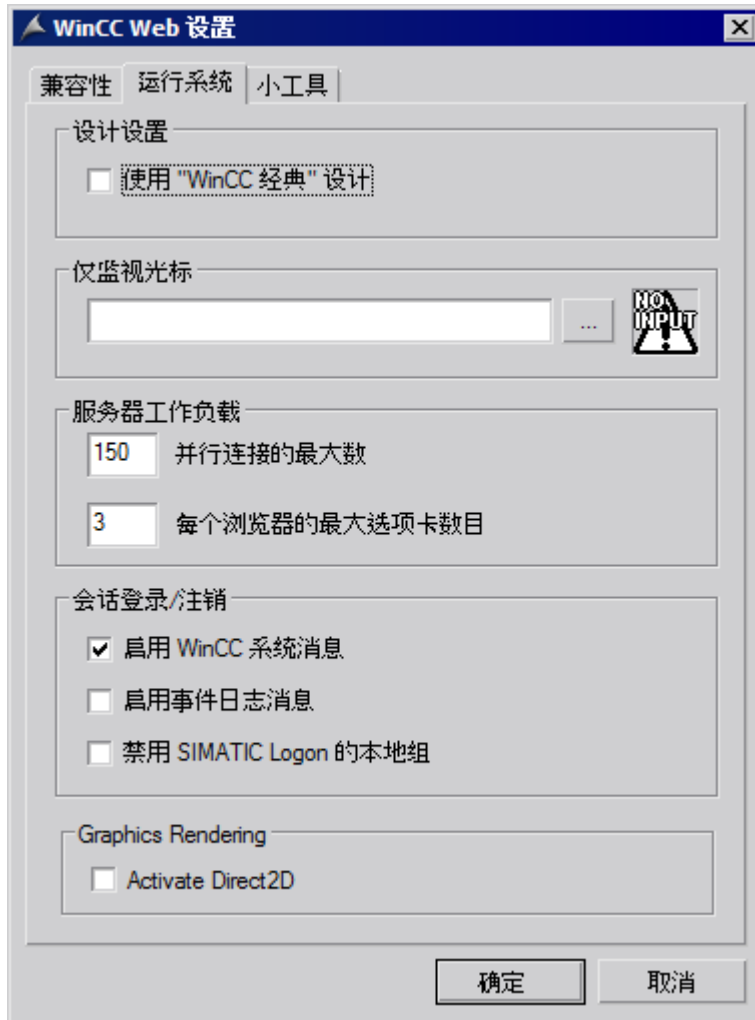 WinCC Web 设置
兼容性 运行系统 小工具
设计设置
使用 "WinCC 经典" 设计
仅监视光标
...
NO
INPUT
服务器工作负载
150 并行连接的最大数
3 每个浏览器的最大选项卡数目
会话登录/注销
启用 WinCC 系统消息
启用事件日志消息
禁用 SIMATIC Logon 的本地组
Graphics Rendering
Activate Direct2D
确定 取消